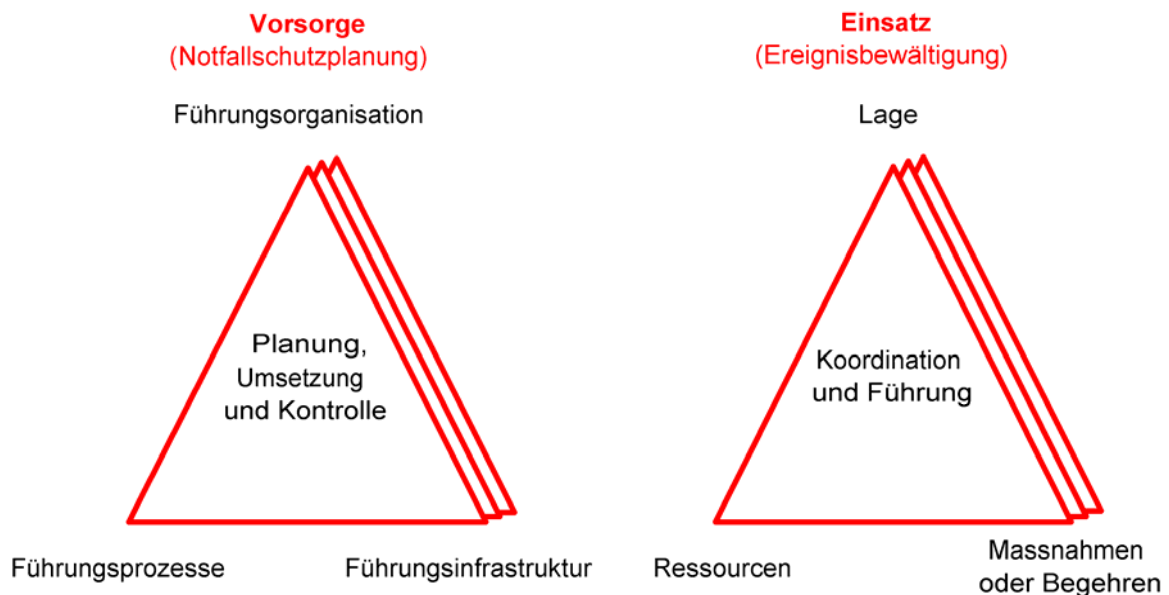 Vorsorge
(Notfallschutzplanung)
Führungsorganisation
Planung,
Umsetzung
und Kontrolle
Führungsprozesse
Führungsinfrastruktur
Einsatz
(Ereignisbewältigung)
Lage
Koordination
und Führung
Ressourcen
Massnahmen
oder Begehren